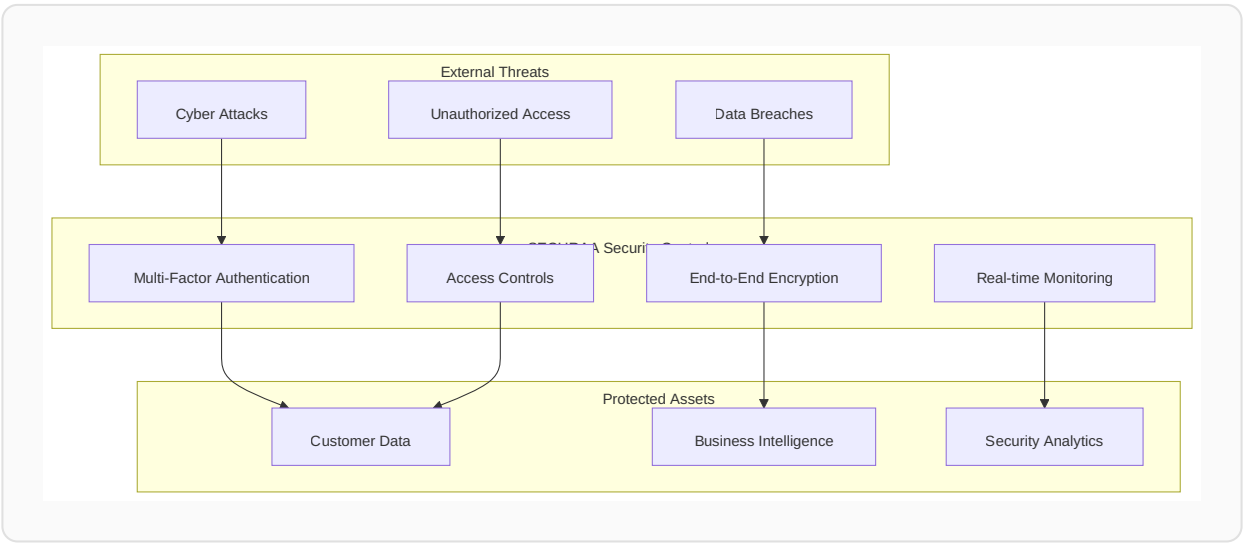 External Threats
Cyber Attacks
Unauthorized Access
Data Breaches
Security
Multi-Factor Authentication
Access Controls
End-to-End Encryption
Real-time Monitoring
Protected Assets
Customer Data
Business Intelligence
Security Analytics